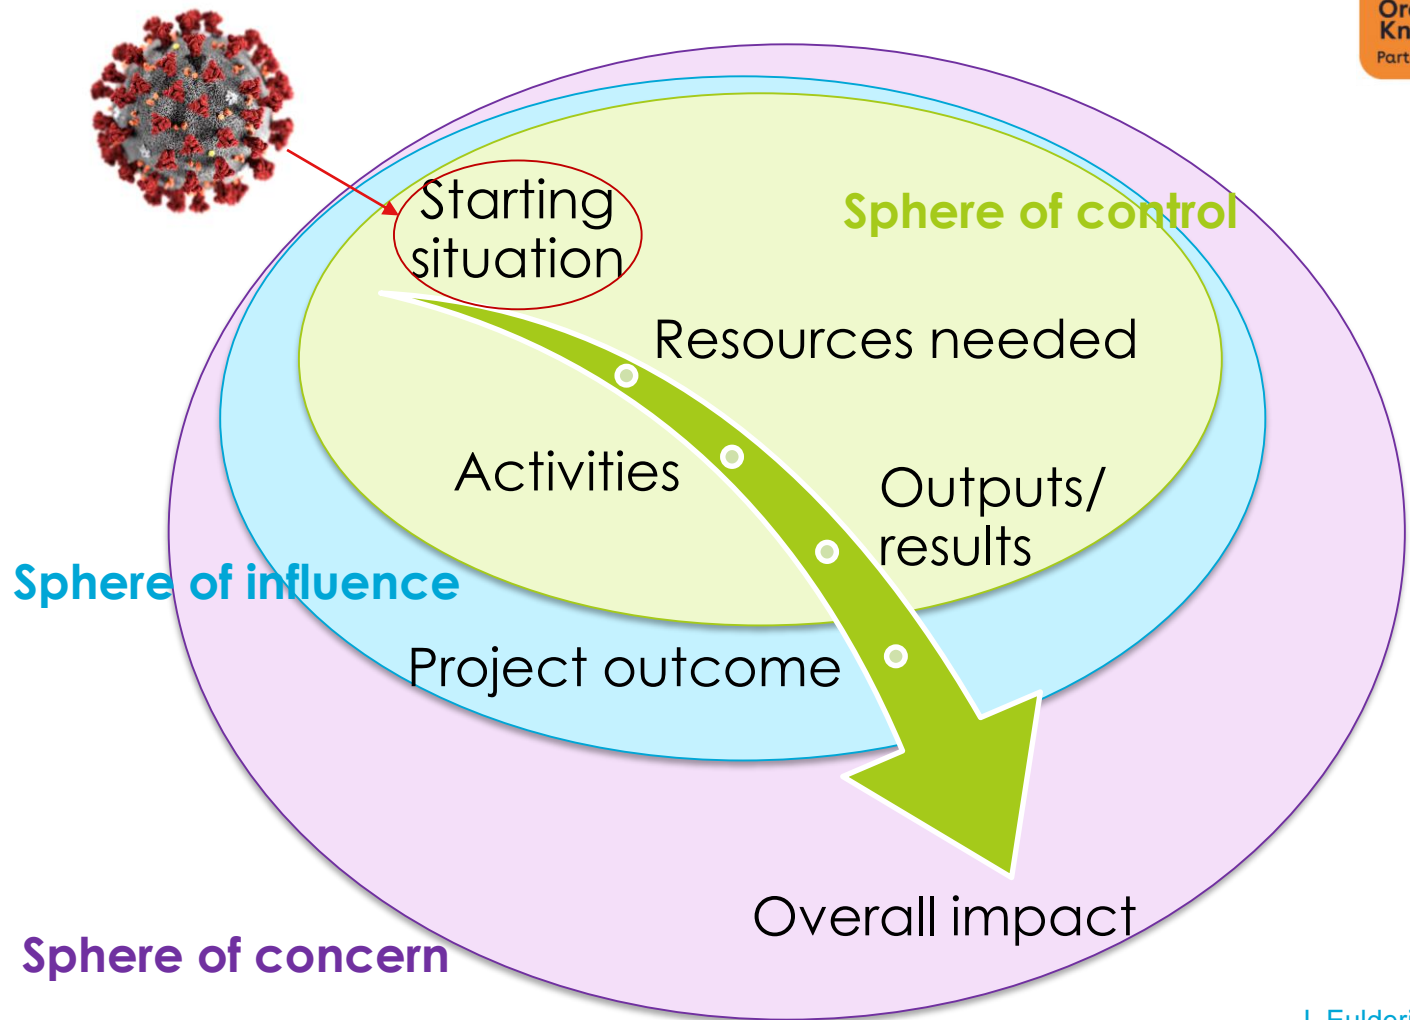 Part
Starting
situation
Sphere of control
Resources needed
Activities
Outputs/
results
Sphere of influence
Project outcome
Overall impact
Sphere of concern